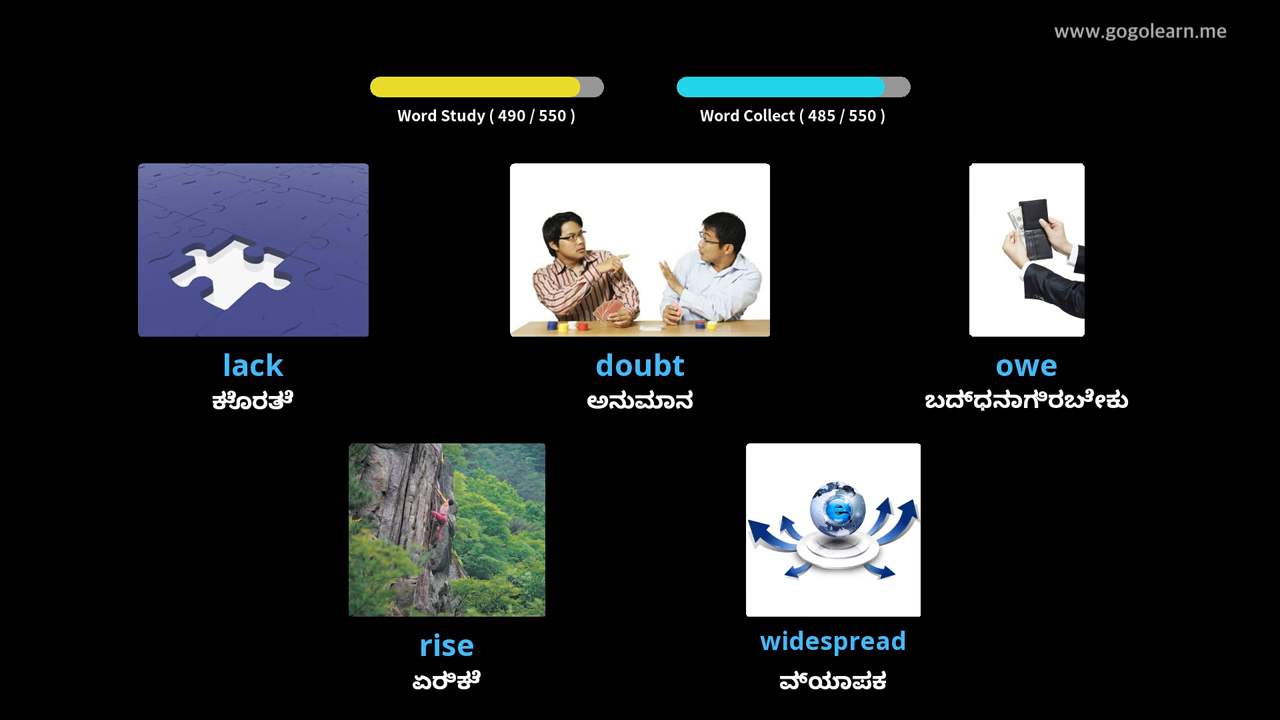 www.gogolearn.me
Word Study ( 490 / 550 )
Word Collect ( 485 / 550 )
lack
ಕೊರತೆ
doubt
ಅನುಮಾನ
owe
ಬದ್ಧನಾಗಿರಬೇಕು
rise
ಏರಿಕೆ
widespread
ವ್ಯಾಪಕ